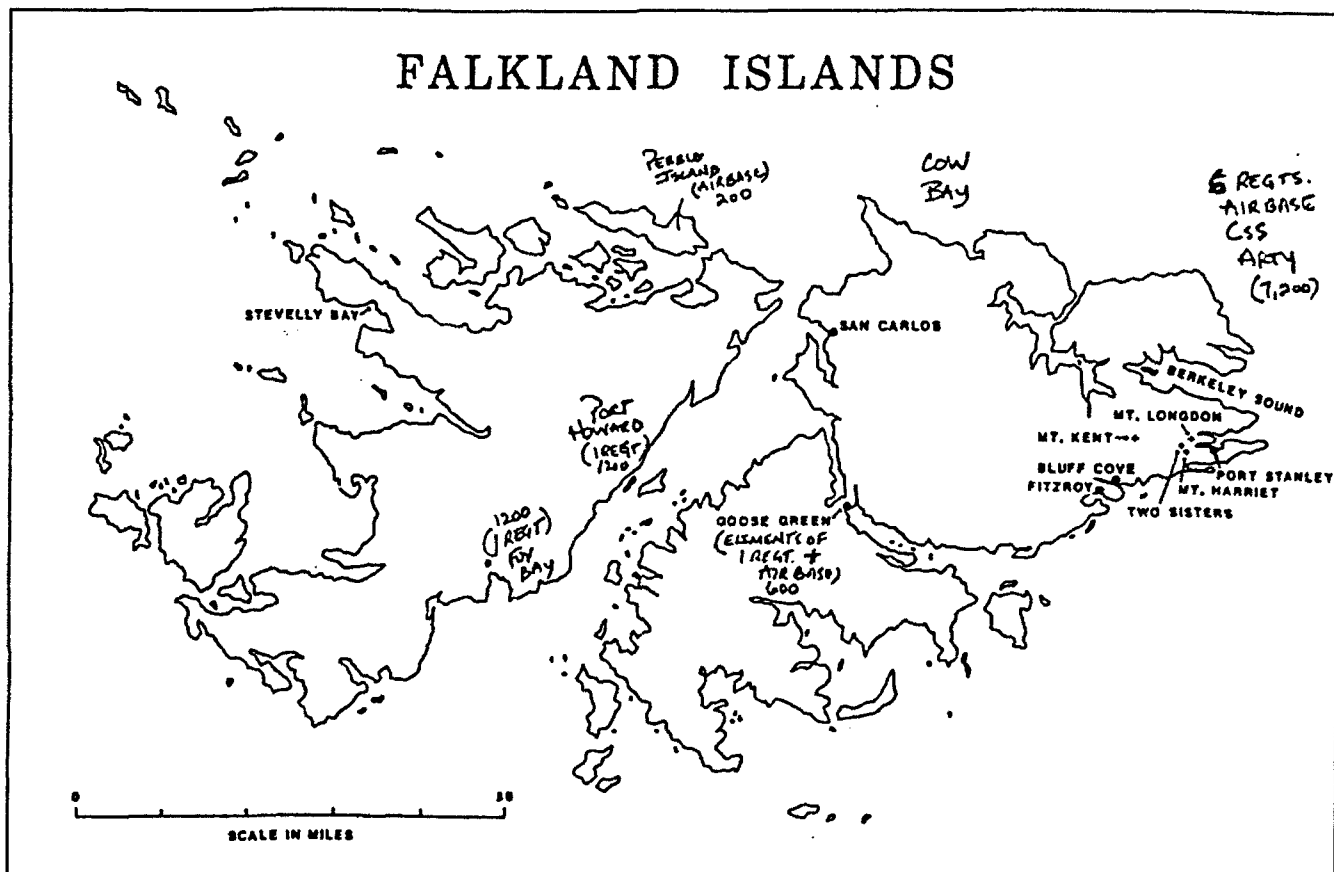 FALKLAND ISLANDS
PEBBLE
ISLAND
(AIRBASE)
200
COW
BAY
6 REGTS.
AIRBASE
CSS
ARTY
(7,200)
STEVELLY BAY
SAN CARLOS
BERKELEY SOUND
PORT
HOWARD
(1 REGT)
1200
MT. LONGDON
MT. KENT
PORT STANLEY
BLUFF COVE
FITZROY
MT. HARRIET
TWO SISTERS
1200
(1 REGT)
FOX
BAY
GOOSE GREEN
(ELEMENTS OF
1 REGT. +
AIR BASE)
600
0
SCALE IN MILES